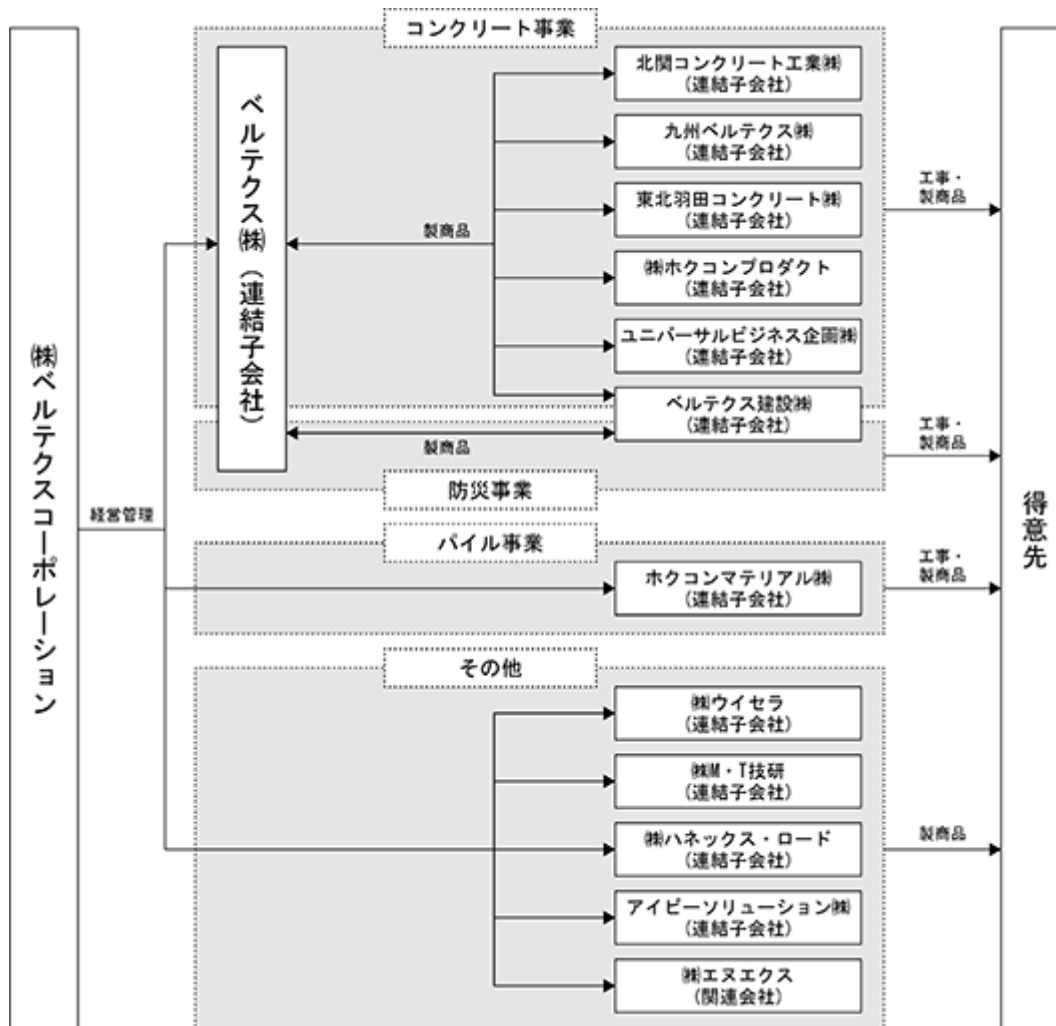 ㈱ベルテクスコーポレーション
経営管理
コンクリート事業
ベルテクス㈱（連結子会社）
製商品
北関コンクリート工業㈱
（連結子会社）
九州ベルテクス㈱
（連結子会社）
東北羽田コンクリート㈱
（連結子会社）
㈱ホクコンプロダクト
（連結子会社）
ユニバーサルビジネス企画㈱
（連結子会社）
ベルテクス建設㈱
（連結子会社）
製商品
防災事業
工事・
製商品
工事・
製商品
パイル事業
ホクコンマテリアル㈱
（連結子会社）
工事・
製商品
その他
㈱ウイセラ
（連結子会社）
㈱M・T技研
（連結子会社）
㈱ハネックス・ロード
（連結子会社）
アイビーソリューション㈱
（連結子会社）
㈱エヌエクス
（関連会社）
製商品
得意先